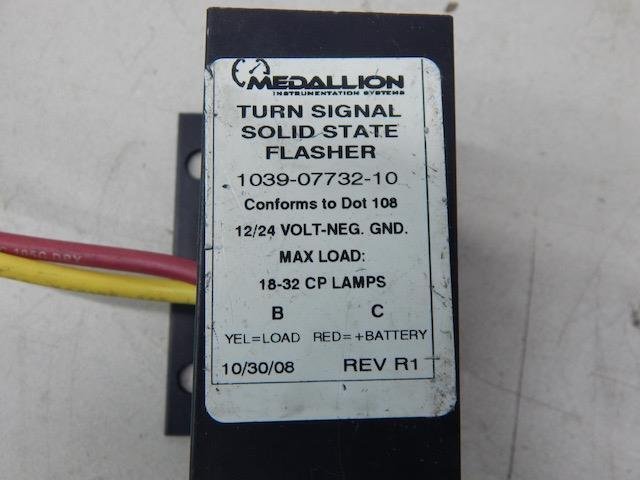 MEDALLION
INSTRUMENTATION SYSTEMS
TURN SIGNAL
SOLID STATE
FLASHER
1039-07732-10
Conforms to Dot 108
12/24 VOLT-NEG. GND.
MAX LOAD:
18-32 CP LAMPS
B C
YEL=LOAD RED=+BATTERY
10/30/08 REV R1